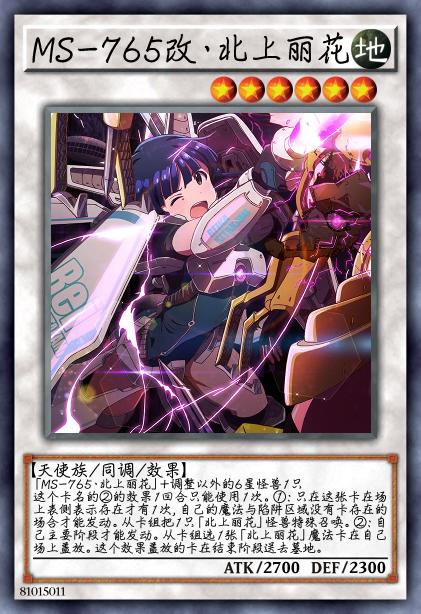 MS-765改·北上丽花
地
Re
【天使族/同调/效果】
「MS-765·北上丽花」+调整以外的6星怪兽1只
这个卡名的②的效果1回合只能使用1次。①：只在这张卡在场
上表侧表示存在才有1次，自己的魔法与陷阱区域没有卡存在的
场合才能发动。从卡组把1只「北上丽花」怪兽特殊召唤。②：自
己主要阶段才能发动。从卡组选1张「北上丽花」魔法卡在自己
场上盖放。这个效果盖放的卡在结束阶段送去墓地。
ATK/2700 DEF/2300
81015011